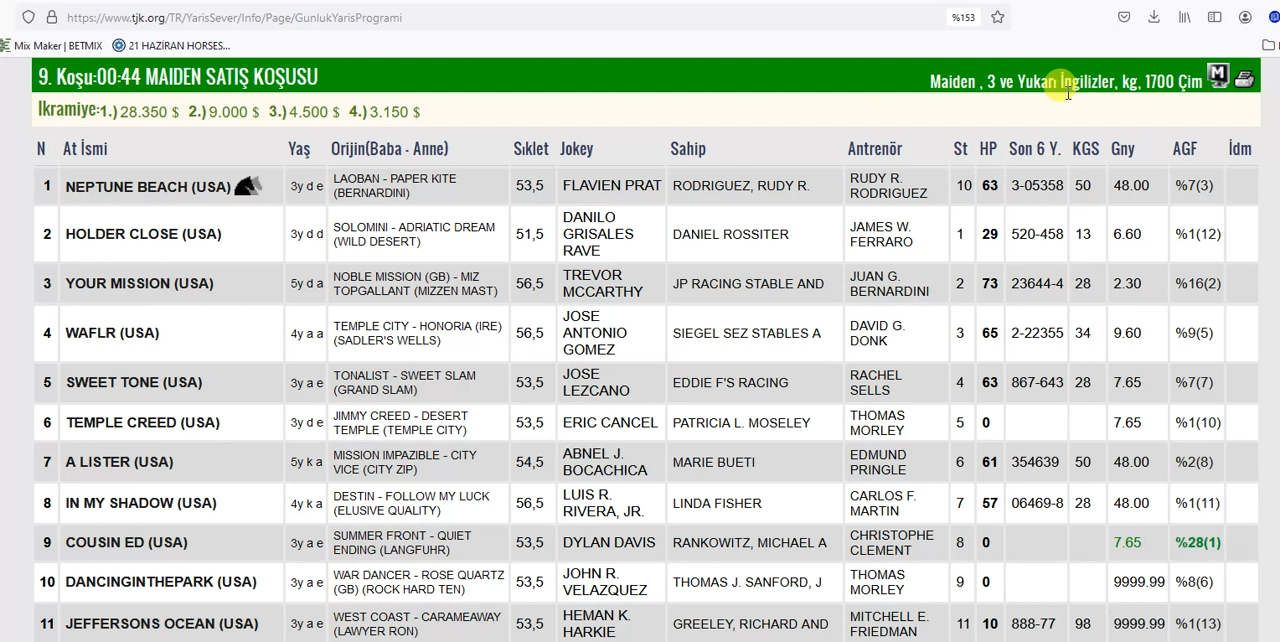 https://www.tjk.org/TR/YarisSever/Info/Page/GunlukYarisProgrami %153
Mix Maker | BETMIX 21 HAZİRAN HORSES...
9. Koşu:00:44 MAIDEN SATIŞ KOŞUSU
Maiden , 3 ve Yukarı İngilizler, kg, 1700 Çim M
Ikramiye:1.) 28.350 $ 2.) 9.000 $ 3.) 4.500 $ 4.) 3.150 $
N At İsmi Yaş Orijin(Baba - Anne) Sıklet Jokey Sahip Antrenör St HP Son 6 Y. KGS Gny AGF İdm
1 NEPTUNE BEACH (USA) 3y d e LAOBAN - PAPER KITE (BERNARDINI) 53,5 FLAVIEN PRAT RODRIGUEZ, RUDY R. RUDY R. RODRIGUEZ 10 63 3-05358 50 48.00 %7(3)
2 HOLDER CLOSE (USA) 3y d d SOLOMINI - ADRIATIC DREAM (WILD DESERT) 51,5 DANILO GRISALES RAVE DANIEL ROSSITER JAMES W. FERRARO 1 29 520-458 13 6.60 %1(12)
3 YOUR MISSION (USA) 5y d a NOBLE MISSION (GB) - MIZ TOPGALLANT (MIZZEN MAST) 56,5 TREVOR MCCARTHY JP RACING STABLE AND JUAN G. BERNARDINI 2 73 23644-4 28 2.30 %16(2)
4 WAFLR (USA) 4y a a TEMPLE CITY - HONORIA (IRE) (SADLER'S WELLS) 56,5 JOSE ANTONIO GOMEZ SIEGEL SEZ STABLES A DAVID G. DONK 3 65 2-22355 34 9.60 %9(5)
5 SWEET TONE (USA) 3y a e TONALIST - SWEET SLAM (GRAND SLAM) 53,5 JOSE LEZCANO EDDIE F'S RACING RACHEL SELLS 4 63 867-643 28 7.65 %7(7)
6 TEMPLE CREED (USA) 3y d e JIMMY CREED - DESERT TEMPLE (TEMPLE CITY) 53,5 ERIC CANCEL PATRICIA L. MOSELEY THOMAS MORLEY 5 0 7.65 %1(10)
7 A LISTER (USA) 5y k a MISSION IMPAZIBLE - CITY VICE (CITY ZIP) 54,5 ABNEL J. BOCACHICA MARIE BUETI EDMUND PRINGLE 6 61 354639 50 48.00 %2(8)
8 IN MY SHADOW (USA) 4y k a DESTIN - FOLLOW MY LUCK (ELUSIVE QUALITY) 56,5 LUIS R. RIVERA, JR. LINDA FISHER CARLOS F. MARTIN 7 57 06469-8 28 48.00 %1(11)
9 COUSIN ED (USA) 3y a e SUMMER FRONT - QUIET ENDING (LANGFUHR) 53,5 DYLAN DAVIS RANKOWITZ, MICHAEL A CHRISTOPHE CLEMENT 8 0 7.65 %28(1)
10 DANCINGINTHEPARK (USA) 3y a e WAR DANCER - ROSE QUARTZ (GB) (ROCK HARD TEN) 53,5 JOHN R. VELAZQUEZ THOMAS J. SANFORD, J THOMAS MORLEY 9 0 9999.99 %8(6)
11 JEFFERSONS OCEAN (USA) 3y a e WEST COAST - CARAMEAWAY (LAWYER RON) 53,5 HEMAN K. HARKIE GREELEY, RICHARD AND MITCHELL E. FRIEDMAN 11 10 888-77 98 9999.99 %1(13)